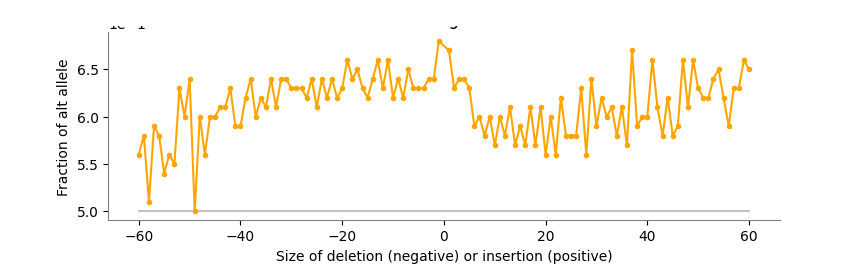 6.5
6.0
5.5
5.0
Fraction of alt allele
−60 −40 −20 0 20 40 60
Size of deletion (negative) or insertion (positive)